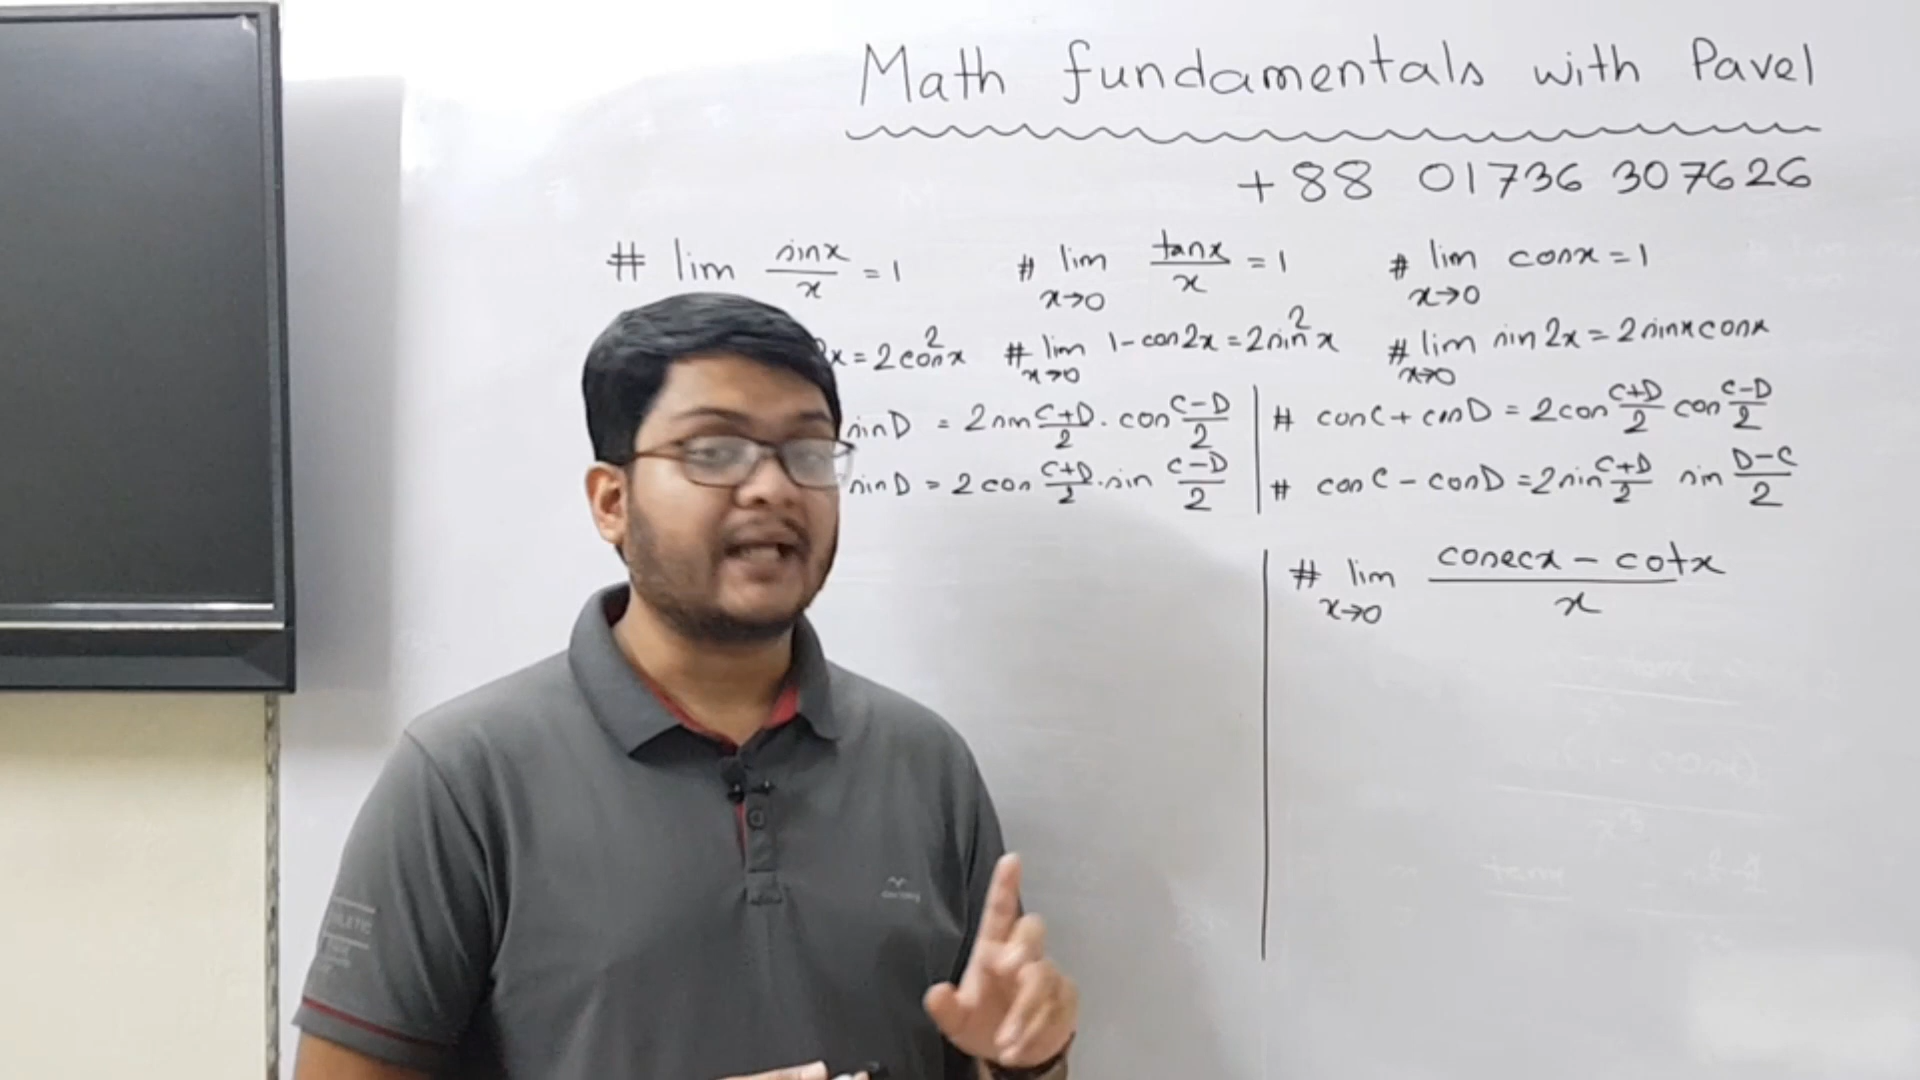 Math fundamentals with Pavel
+88 01736 307626
# lim sinx/x = 1
# lim x→0 tanx/x = 1
# lim x→0 cosx = 1
2x = 2cos²x
# lim x→0 1-cos2x = 2sin²x
# lim x→0 sin2x = 2sinxcosx
sinD = 2sin C+D/2 . cos C-D/2
# cosC + cosD = 2cos C+D/2 cos C-D/2
sinD = 2cos C+D/2 . sin C-D/2
# cosC - cosD = 2sin C+D/2 sin D-C/2
# lim x→0 cosecx - cotx / x